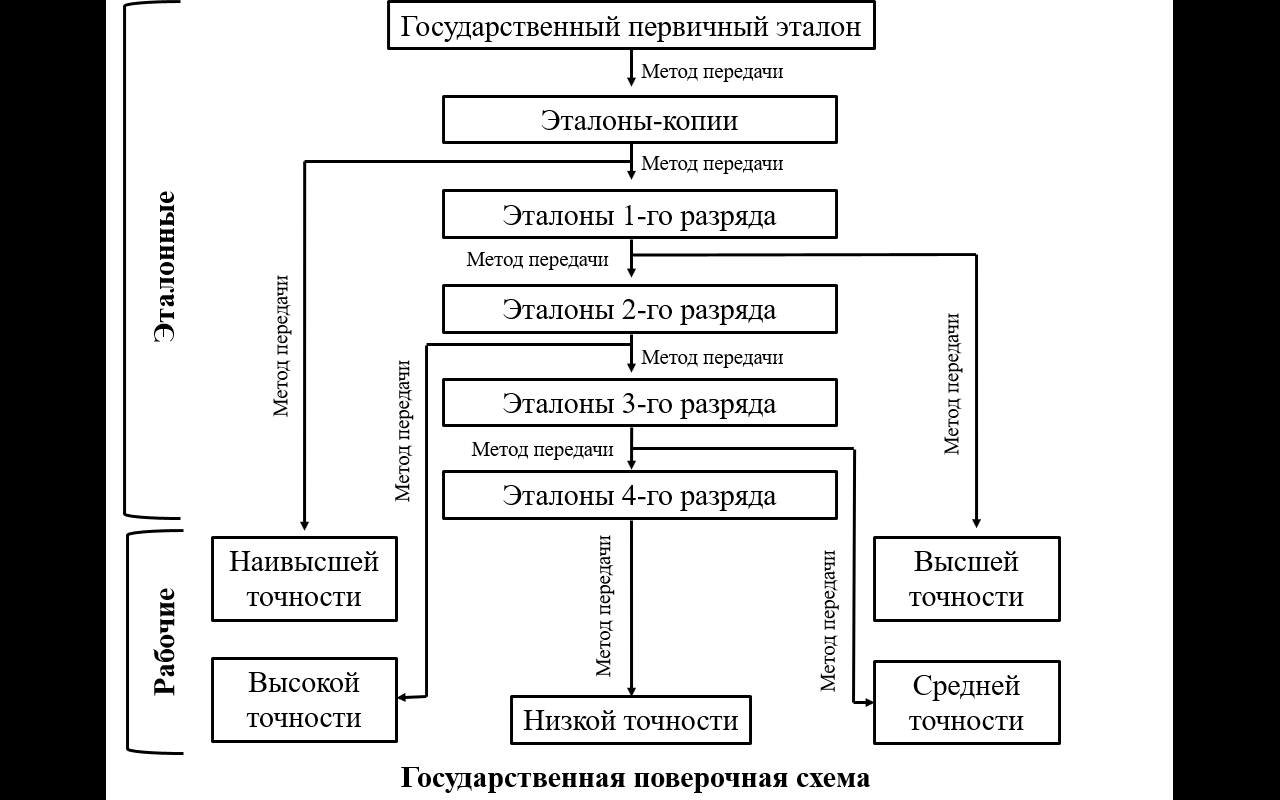 Государственный первичный эталон
Метод передачи
Эталоны-копии
Метод передачи
Эталоны 1-го разряда
Метод передачи
Эталоны 2-го разряда
Метод передачи
Эталоны 3-го разряда
Метод передачи
Эталоны 4-го разряда
Эталонные
Метод передачи
Метод передачи
Метод передачи
Метод передачи
Метод передачи
Рабочие
Наивысшей
точности
Высшей
точности
Высокой
точности
Низкой точности
Средней
точности
Государственная поверочная схема